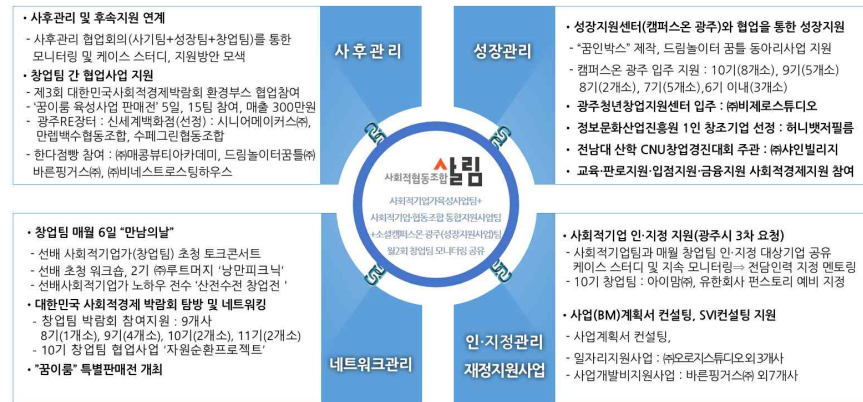 • 사후관리 및 후속지원 연계
- 사후관리 협업회의(사기팀+성장팀+창업팀)를 통한
모니터링 및 케이스 스터디, 지원방안 모색
• 창업팀 간 협업사업 지원
- 제3회 대한민국사회적경제박람회 환경부스 협업참여
- '꿈이룸 육성사업 판매전' 5일, 15팀 참여, 매출 300만원
- 광주RE장터 : 신세계백화점(선정) : 시니어메이커스㈜,
만렙백수협동조합, 수페그린협동조합
- 한다점빵 참여 : ㈜매콩뷰티아카데미, 드림놀이터꿈틀㈜
바른핑거스㈜, ㈜비네스트로스팅하우스
사후관리
성장관리
• 성장지원센터(캠퍼스온 광주)와 협업을 통한 성장지원
- "꿈인박스" 제작, 드림놀이터 꿈틀 동아리사업 지원
- 캠퍼스온 광주 입주 지원 : 10기(8개소), 9기(5개소)
8기(2개소), 7기(5개소),6기 이내(3개소)
• 광주청년창업지원센터 입주 : ㈜비제로스튜디오
• 정보문화산업진흥원 1인 창조기업 선정 : 허니뱃저필름
• 전남대 산학 CNU창업경진대회 주관 : ㈜샤인빌리지
• 교육·판로지원·입점지원·금융지원 사회적경제지원 참여
사회적협동조합 살림
사회적기업가육성사업팀+
사회적기업·협동조합 통합지원사업팀
+소셜캠퍼스온 광주(성장지원사업)팀
월2회 창업팀 모니터링 공유
• 창업팀 매월 6일 "만남의날"
- 선배 사회적기업가(창업팀) 초청 토크콘서트
- 선배 초청 워크숍, 2기 ㈜루트머지 '낭만피크닉'
- 선배사회적기업가 노하우 전수 '산전수전 창업전 '
• 대한민국 사회적경제 박람회 탐방 및 네트워킹
- 창업팀 박람회 참여지원 : 9개사
8기(1개소), 9기(4개소), 10기(2개소), 11기(2개소)
- 10기 창업팀 협업사업 '자원순환프로젝트'
• "꿈이룸" 특별판매전 개최
네트워크관리
인·지정관리
재정지원사업
• 사회적기업 인·지정 지원(광주시 3차 요청)
- 사회적기업팀과 매월 창업팀 인·지정 대상기업 공유
케이스 스터디 및 지속 모니터링⇒ 전담인력 지정 멘토링
- 10기 창업팀 : 아이맘㈜, 유한회사 펀스토리 예비 지정
• 사업(BM)계획서 컨설팅, SVI컨설팅 지원
- 사업계획서 컨설팅,
- 일자리지원사업 : ㈜오로지스튜디오외 3개사
- 사업개발비지원사업 : 바른핑거스㈜ 외7개사